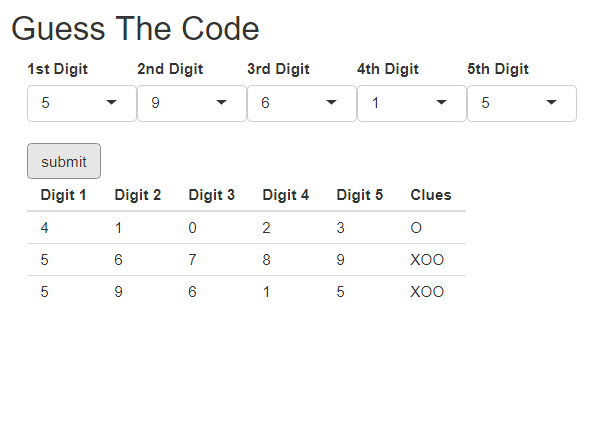 Guess The Code
1st Digit 2nd Digit 3rd Digit 4th Digit 5th Digit
5 9 6 1 5
submit
Digit 1 Digit 2 Digit 3 Digit 4 Digit 5 Clues
4 1 0 2 3 O
5 6 7 8 9 XOO
5 9 6 1 5 XOO